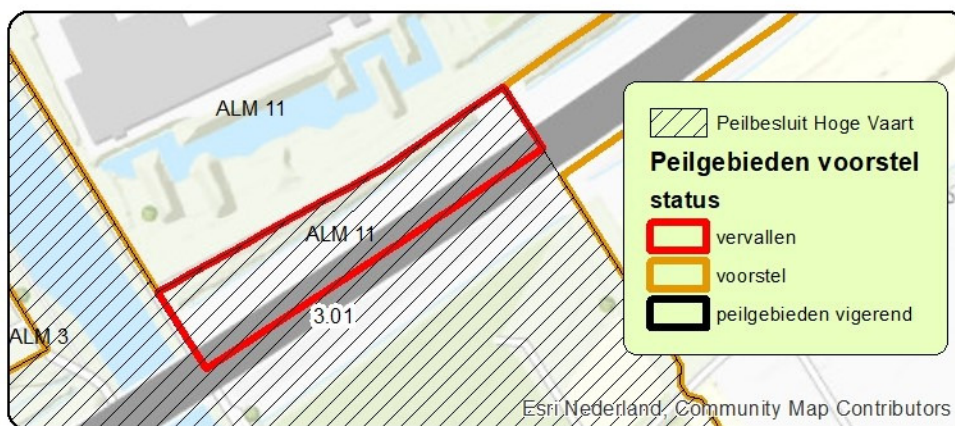 ALM 11
ALM 11
3.01
ALM 3
Peilbesluit Hoge Vaart
Peilgebieden voorstel
status
vervallen
voorstel
peilgebieden vigerend
Esri Nederland, Community Map Contributors